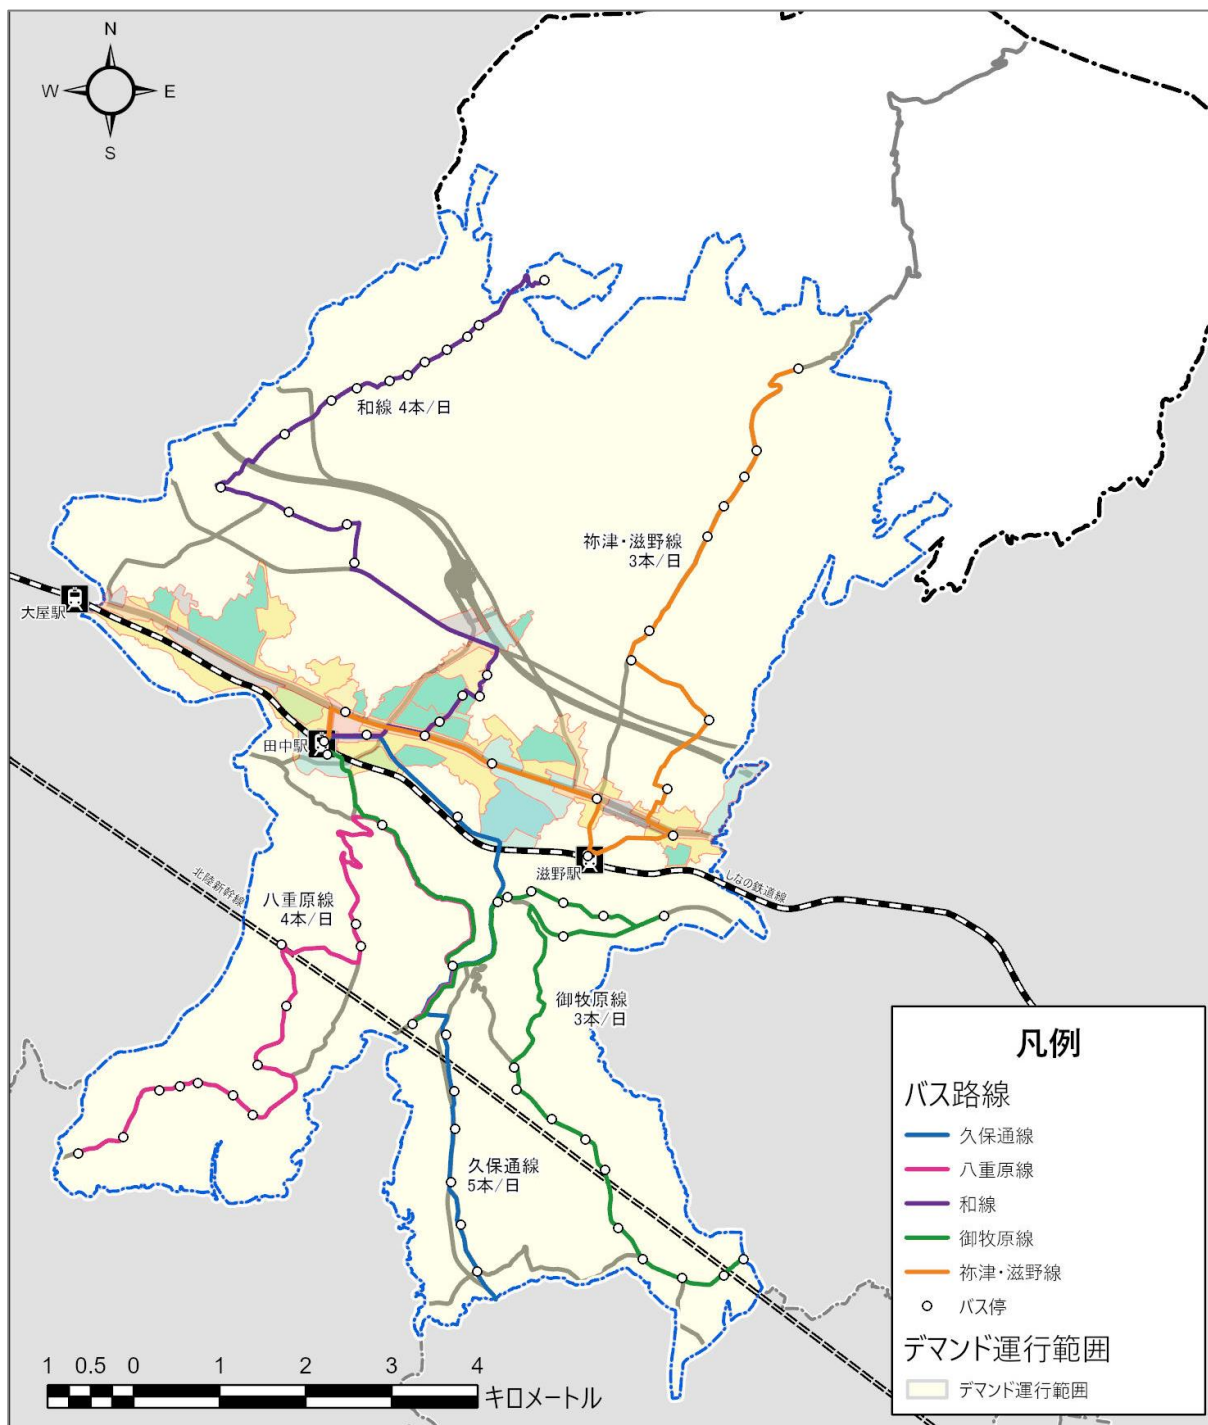 N
W E
S
和線 4本/日
祢津・滋野線
3本/日
大屋駅
田中駅
滋野駅
しなの鉄道線
北陸新幹線
八重原線
4本/日
御牧原線
3本/日
久保通線
5本/日
凡例
バス路線
久保通線
八重原線
和線
御牧原線
祢津・滋野線
バス停
デマンド運行範囲
デマンド運行範囲
1 0.5 0 1 2 3 4
キロメートル